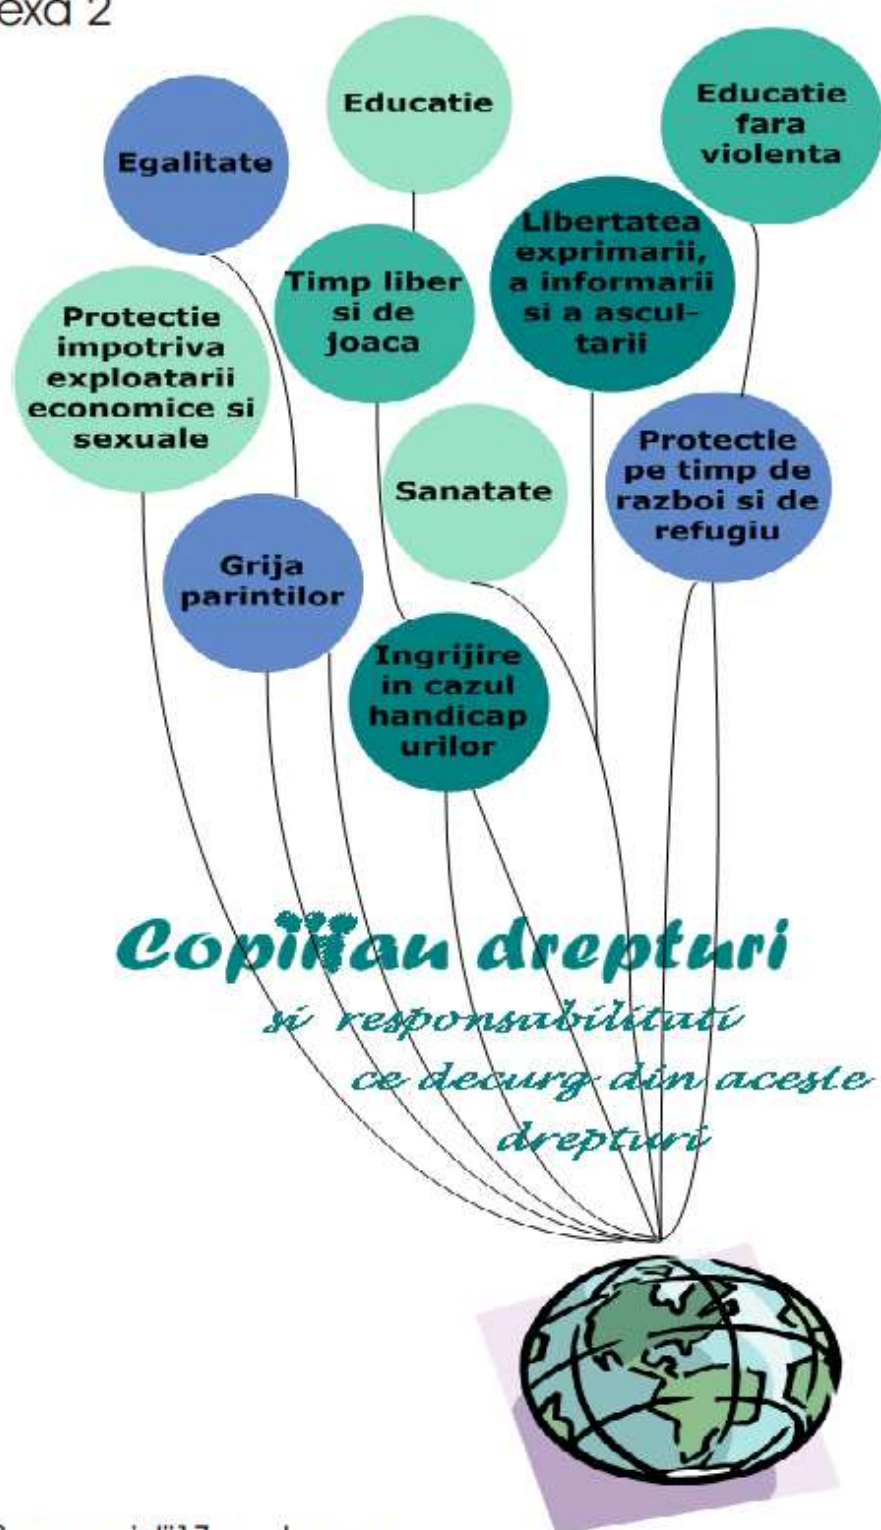 exa 2
Educatie
Educatie
fara
violenta
Egalitate
Libertatea
exprimarii,
a informarii
si a ascul-
tarii
Timp liber
si de
joaca
Protectie
impotriva
exploatarii
economice si
sexuale
Protectie
pe timp de
razboi si de
refugiu
Sanatate
Grija
parintilor
Ingrijire
in cazul
handicap
urilor
Copiii au drepturi
si responsabilitati
ce decurg din aceste
drepturi